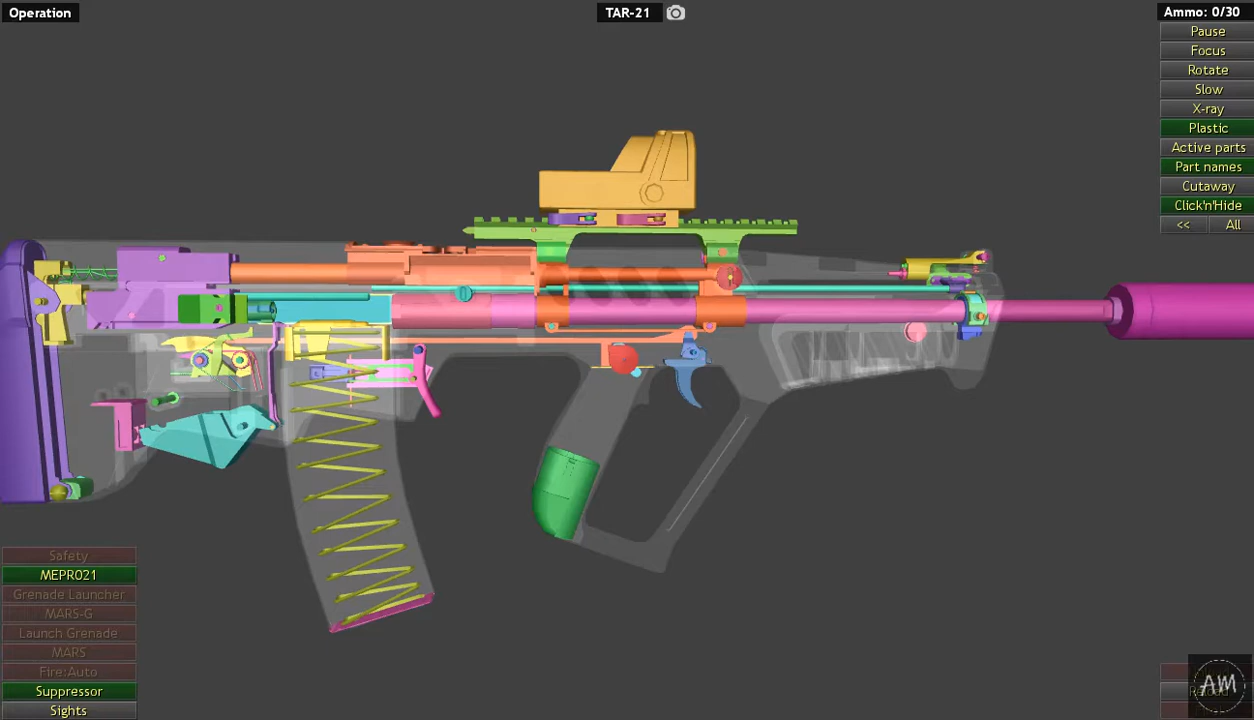 Operation
TAR-21
Ammo: 0/30
Pause
Focus
Rotate
Slow
X-ray
Plastic
Active parts
Part names
Cutaway
Click'n'Hide
<<
All
Safety
MEPRO21
Grenade Launcher
MARS-G
Launch Grenade
MARS
Fire:Auto
Suppressor
Sights
AM